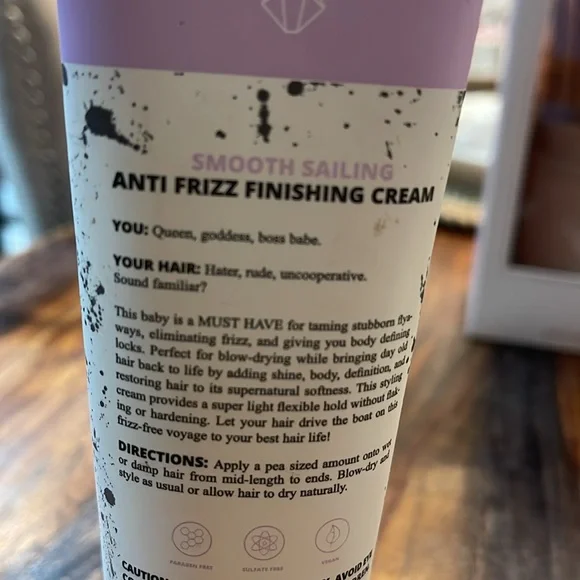 SMOOTH SAILING
ANTI FRIZZ FINISHING CREAM
YOU: Queen, goddess, boss babe.
YOUR HAIR: Hater, rude, uncooperative.
Sound familiar?
This baby is a MUST HAVE for taming stubborn flya-
ways, eliminating frizz, and giving you body defining
locks. Perfect for blow-drying while bringing day old
hair back to life by adding shine, body, definition, and
restoring hair to its supernatural softness. This styling
cream provides a super light flexible hold without flak-
ing or hardening. Let your hair drive the boat on this
frizz-free voyage to your best hair life!
DIRECTIONS: Apply a pea sized amount onto wet
or damp hair from mid-length to ends. Blow-dry and
style as usual or allow hair to dry naturally.
PARABEN FREE SULFATE FREE VEGAN
CAUTION AVOID